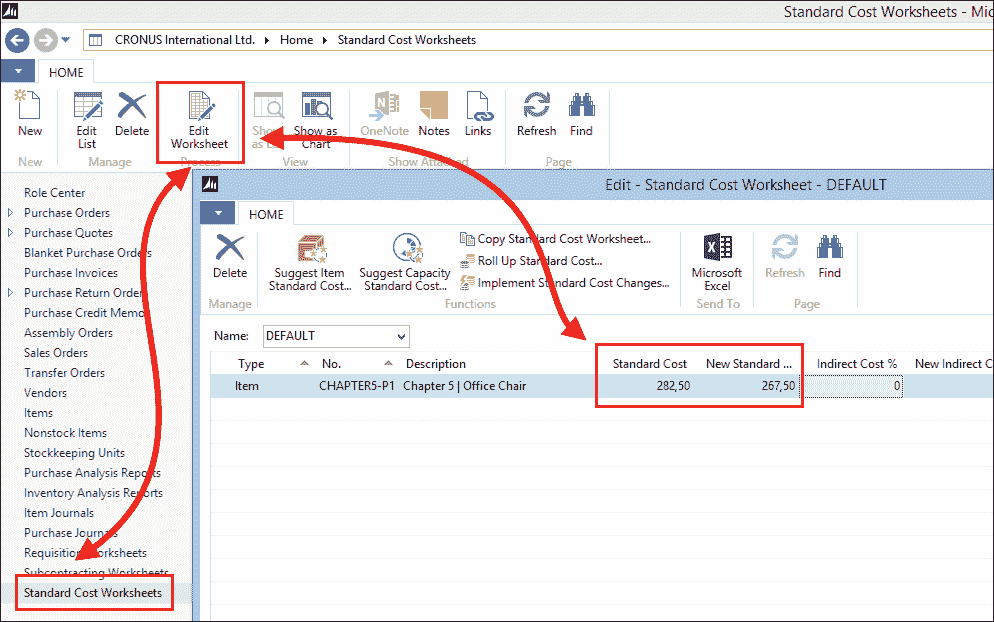 Standard Cost Worksheets - Mic
CRONUS International Ltd. Home Standard Cost Worksheets
HOME
New
Edit List
Delete
Edit Worksheet
Show as
Show as Chart
OneNote
Notes
Links
Refresh
Find
New
Manage
Process
View
Show Attached
Page
Role Center
Purchase Orders
Purchase Quotes
Blanket Purchase Orders
Purchase Invoices
Purchase Return Order
Purchase Credit Memo
Assembly Orders
Sales Orders
Transfer Orders
Vendors
Items
Nonstock Items
Stockkeeping Units
Purchase Analysis Reports
Inventory Analysis Reports
Item Journals
Purchase Journals
Requisition Worksheets
Subcontracting Worksheets
Standard Cost Worksheets
Edit - Standard Cost Worksheet - DEFAULT
HOME
Delete
Suggest Item
Standard Cost...
Suggest Capacity
Standard Cost...
Copy Standard Cost Worksheet...
Roll Up Standard Cost...
Implement Standard Cost Changes...
Microsoft
Excel
Refresh
Find
Manage
Functions
Send To
Page
Name: DEFAULT
Type No. Description Standard Cost New Standard ... Indirect Cost % New Indirect C
Item CHAPTER5-P1 Chapter 5 | Office Chair 282,50 267,50 0